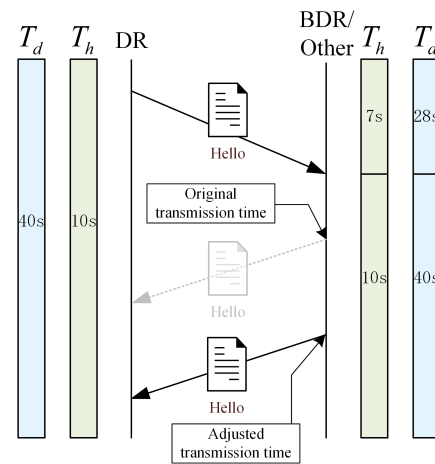 T_d T_h DR BDR/
Other T_h T_d
7s 28s
Hello
Original
transmission time
40s 10s
10s 40s
Hello
Hello
Adjusted
transmission time